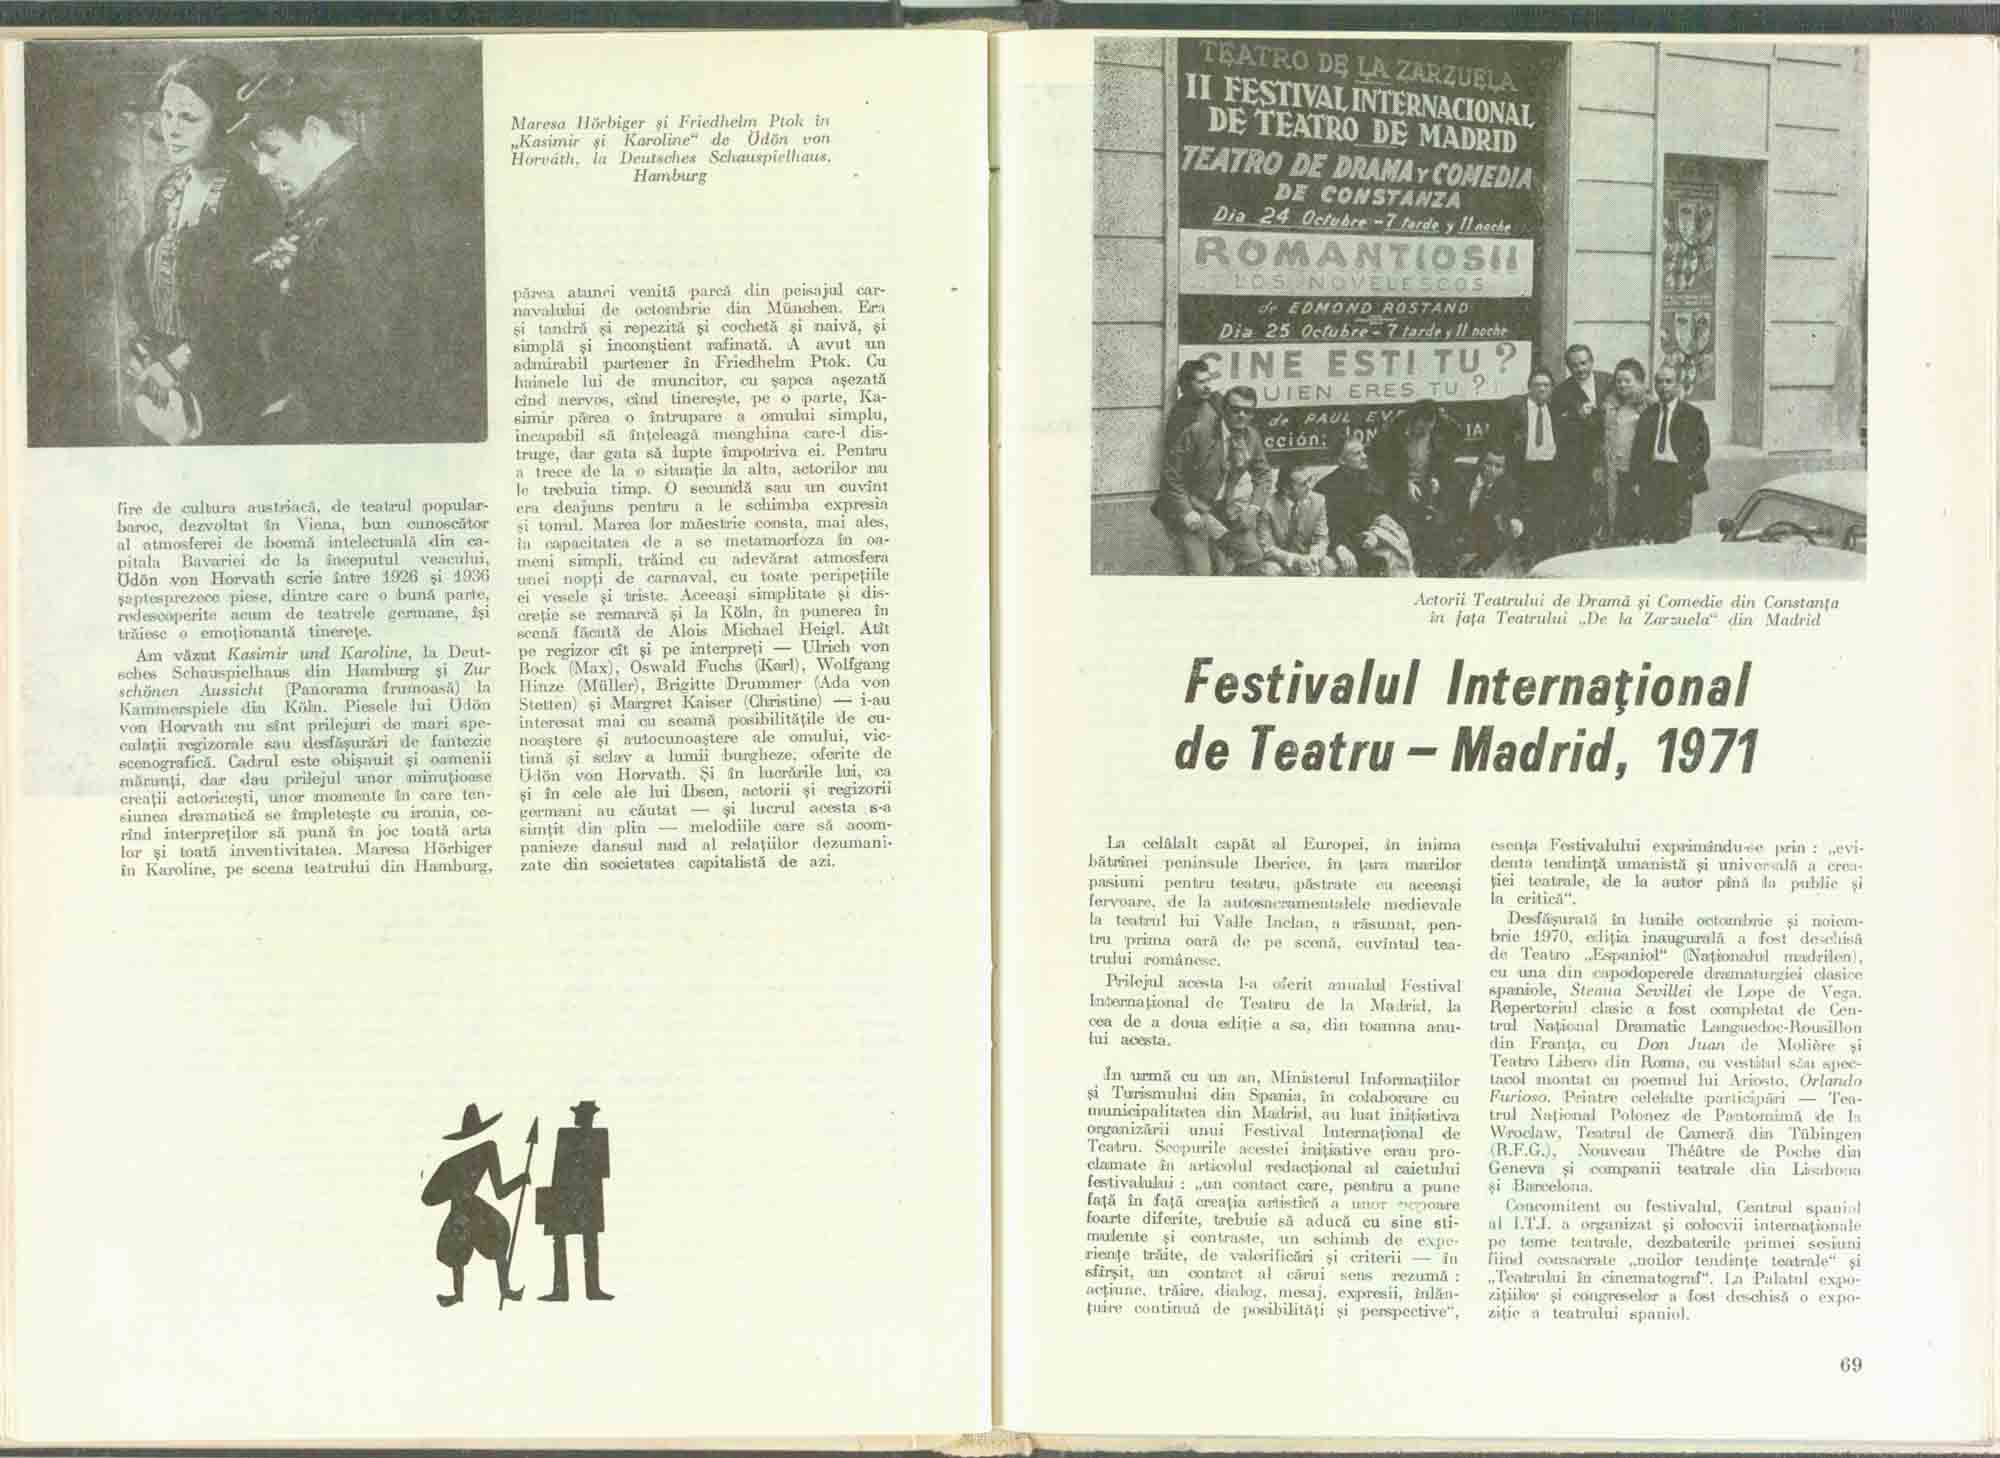 Maresa Hörbiger și Friedhelm Ptok în
„Kasimir și Karoline“ de Ödön von
Horváth, la Deutsches Schauspielhaus,
Hamburg
fire de cultura austriacă, de teatrul popular-
baroc, dezvoltat în Viena, bun cunoscător
al atmosferei de boemă intelectuală din ca-
pitala Bavariei de la începutul veacului,
Ödön von Horvath scrie între 1926 și 1936
șaptesprezece piese, dintre care o bună parte,
redescoperite acum de teatrele germane, își
trăiesc o emoționantă tinerețe.
Am văzut Kasimir und Karoline, la Deut-
sches Schauspielhaus din Hamburg și Zur
schönen Aussicht (Panorama frumoasă) la
Kammerspiele din Köln. Piesele lui Ödön
von Horvath nu sînt prilejuri de mari spe-
culații regizorale sau desfășurări de fantezie
scenografică. Cadrul este obișnuit și oamenii
mărunți, dar dau prilejul unor minuțioase
creații actoricești, unor momente în care ten-
siunea dramatică se împletește cu ironia, ce-
rînd interpreților să pună în joc toată arta
lor și toată inventivitatea. Maresa Hörbiger
în Karoline, pe scena teatrului din Hamburg,
părea atunci venită parcă din peisajul car-
navalului de octombrie din München. Era
și tandră și repezită și cochetă și naivă, și
simplă și inconștient rafinată. A avut un
admirabil partener în Friedhelm Ptok. Cu
hainele lui de muncitor, cu șapca așezată
cînd nervos, cînd tinerește, pe o parte, Ka-
simir părea o întrupare a omului simplu,
incapabil să înțeleagă menghina care-l dis-
truge, dar gata să lupte împotriva ei. Pentru
a trece de la o situație la alta, actorilor nu
le trebuia timp. O secundă sau un cuvînt
era deajuns pentru a le schimba expresia
și tonul. Marea lor măestrie consta, mai ales,
în capacitatea de a se metamorfoza în oa-
meni simpli, trăind cu adevărat atmosfera
unei nopți de carnaval, cu toate peripețiile
ei vesele și triste. Aceeași simplitate și dis-
creție se remarcă și la Köln, în punerea în
scenă făcută de Alois Michael Heigl. Atît
pe regizor cît și pe interpreți — Ulrich von
Bock (Max), Oswald Fuchs (Karl), Wolfgang
Hinze (Müller), Brigitte Drummer (Ada von
Stetten) și Margret Kaiser (Christine) — i-au
interesat mai cu seamă posibilitățile de cu-
noaștere și autocunoaștere ale omului, vic-
timă și sclav a lumii burgheze, oferite de
Ödön von Horvath. Și în lucrările lui, ca
și în cele ale lui Ibsen, actorii și regizorii
germani au căutat — și lucrul acesta s-a
simțit din plin — melodiile care să acom-
panieze dansul nud al relațiilor dezumani-
zate din societatea capitalistă de azi.
TEATRO DE LA ZARZUELA
II FESTIVAL INTERNACIONAL
DE TEATRO DE MADRID
TEATRO DE DRAMA Y COMEDIA
DE CONSTANZA
Dia 24 Octubre - 7 tarde y 11 noche
ROMANTIOSII
LOS NOVELESCOS
de EDMOND ROSTAND
Dia 25 Octubre - 7 tarde y 11 noche
CINE ESTI TU?
UIEN ERES TU?
de PAUL EV
cción: ION
Actorii Teatrului de Dramă și Comedie din Constanța
în fața Teatrului „De la Zarzuela“ din Madrid
Festivalul Internațional
de Teatru – Madrid, 1971
La celălalt capăt al Europei, în inima
bătrînei peninsule Iberice, în țara marilor
pasiuni pentru teatru, păstrate cu aceeași
fervoare, de la autosacramentalele medievale
la teatrul lui Valle Inclan, a răsunat, pen-
tru prima oară de pe scenă, cuvîntul tea-
trului românesc.
Prilejul acesta l-a oferit anualul Festival
Internațional de Teatru de la Madrid, la
cea de a doua ediție a sa, din toamna anu-
lui acesta.
În urmă cu un an, Ministerul Informațiilor
și Turismului din Spania, în colaborare cu
municipalitatea din Madrid, au luat inițiativa
organizării unui Festival Internațional de
Teatru. Scopurile acestei inițiative erau pro-
clamate în articolul redacțional al caietului
festivalului : „un contact care, pentru a pune
față în față creația artistică a unor popoare
foarte diferite, trebuie să aducă cu sine sti-
mulente și contraste, un schimb de expe-
riențe trăite, de valorificări și criterii — în
sfîrșit, un contact al cărui sens rezumă :
acțiune, trăire, dialog, mesaj, expresii, înlăn-
țuire continuă de posibilități și perspective“,
esența Festivalului exprimîndu-se prin : „evi-
denta tendință umanistă și universală a crea-
ției teatrale, de la autor pînă la public și
la critică“.
Desfășurată în lunile octombrie și noiem-
brie 1970, ediția inaugurală a fost deschisă
de Teatro „Espaniol“ (Naționalul madrilen),
cu una din capodoperele dramaturgiei clasice
spaniole, Steaua Sevillei de Lope de Vega.
Repertoriul clasic a fost completat de Cen-
trul Național Dramatic Languedoc-Rousillon
din Franța, cu Don Juan de Molière și
Teatro Libero din Roma, cu vestitul său spec-
tacol montat cu poemul lui Ariosto, Orlando
Furioso. Printre celelalte participări — Tea-
trul Național Polonez de Pantomimă de la
Wroclaw, Teatrul de Cameră din Tübingen
(R.F.G.), Nouveau Théâtre de Poche din
Geneva și companii teatrale din Lisabona
și Barcelona.
Concomitent cu festivalul, Centrul spaniol
al I.T.I. a organizat și colocvii internaționale
pe teme teatrale, dezbaterile primei sesiuni
fiind consacrate „noilor tendințe teatrale“ și
„Teatrului în cinematograf“. La Palatul expo-
zițiilor și congreselor a fost deschisă o expo-
ziție a teatrului spaniol.
69